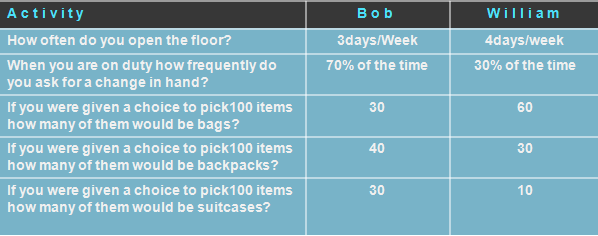 Activity Bob William
How often do you open the floor? 3days/Week 4days/week
When you are on duty how frequently do 70% of the time 30% of the time
you ask for a change in hand?
If you were given a choice to pick100 items 30 60
how many of them would be bags?
If you were given a choice to pick100 items 40 30
how many of them would be backpacks?
If you were given a choice to pick100 items 30 10
how many of them would be suitcases?